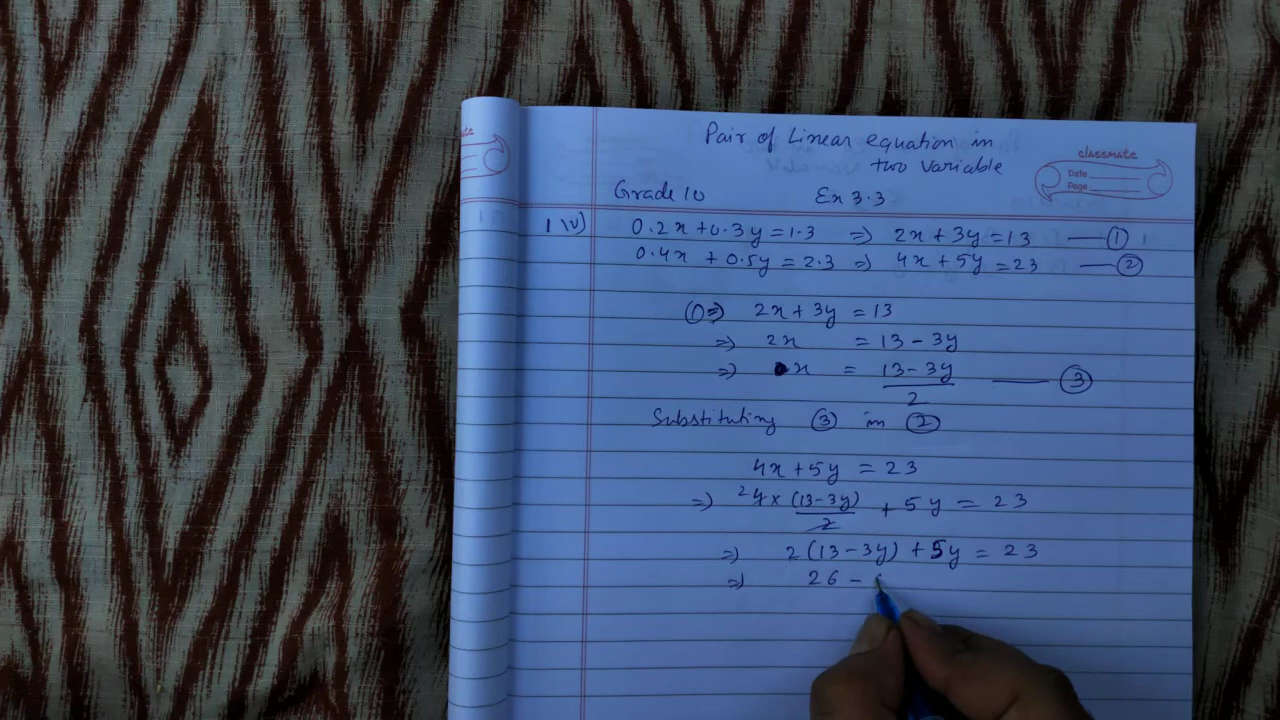 Pair of Linear equation in
two variable
classmate
Date
Page
Grade 10 Ex 3.3
1 iv) 0.2x + 0.3y = 1.3 ⇒ 2x + 3y = 13 — ①
0.4x + 0.5y = 2.3 ⇒ 4x + 5y = 23 — ②
① ⇒ 2x + 3y = 13
⇒ 2x = 13 - 3y
⇒ x = (13 - 3y)/2 — ③
Substituting ③ in ②
4x + 5y = 23
⇒ 2 4 × (13 - 3y)/2 + 5y = 23
⇒ 2(13 - 3y) + 5y = 23
⇒ 26 -